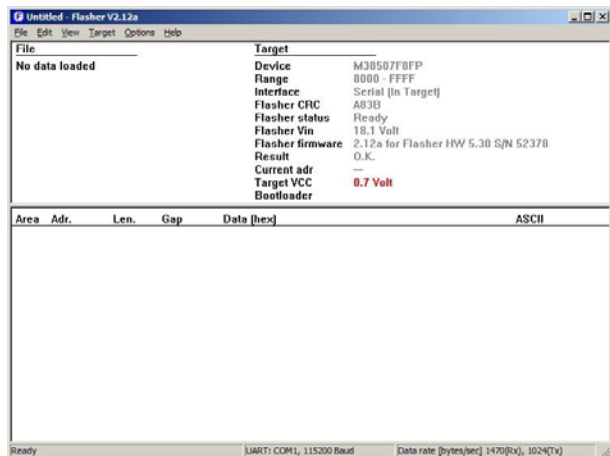 Untitled - Flasher V2.12a
File Edit View Target Options Help
File
No data loaded
Target
Device M38507F8FP
Range 8000 - FFFF
Interface Serial (In Target)
Flasher CRC A83B
Flasher status Ready
Flasher Vin 18.1 Volt
Flasher firmware 2.12a for Flasher HW 5.30 S/N 52378
Result O.K.
Current adr ---
Target VCC 0.7 Volt
Bootloader
Area Adr. Len. Gap Data (hex) ASCII
Ready UART: COM1, 115200 Baud Data rate [bytes/sec] 1470(Rx), 1024(Tx)